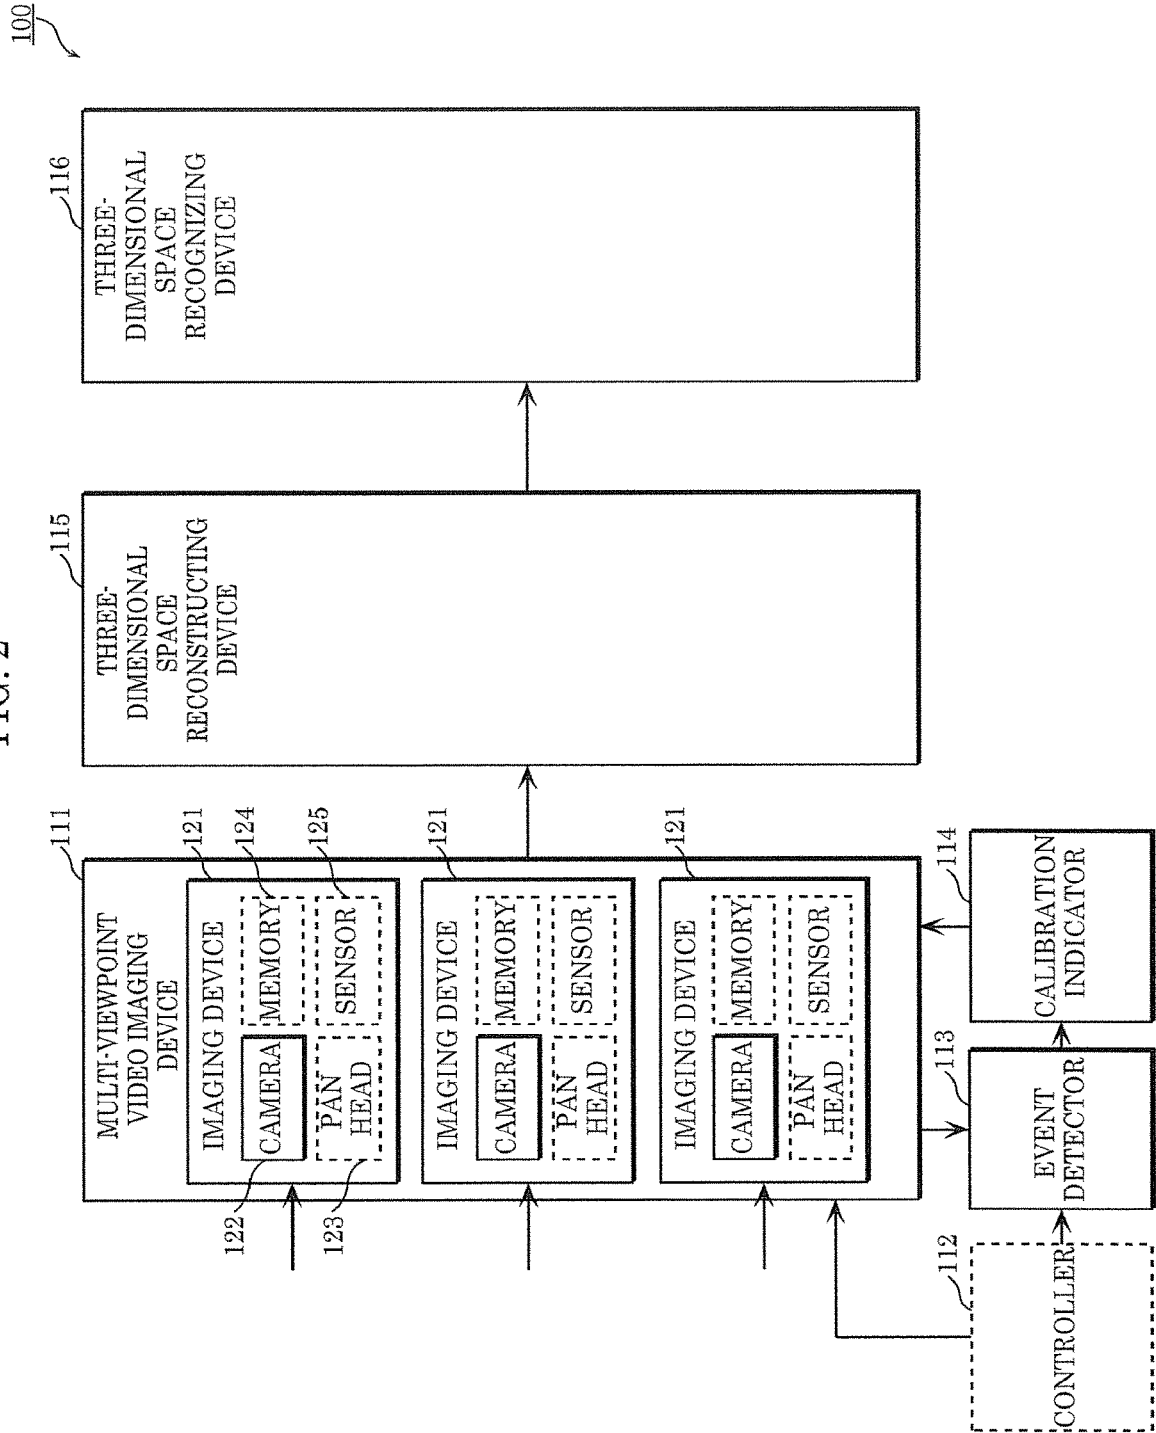 FIG. 2
100
111
MULTI-VIEWPOINT
VIDEO IMAGING
DEVICE
121
IMAGING DEVICE
122
CAMERA
124
MEMORY
123
PAN
HEAD
125
SENSOR
121
IMAGING DEVICE
CAMERA
MEMORY
PAN
HEAD
SENSOR
121
IMAGING DEVICE
CAMERA
MEMORY
PAN
HEAD
SENSOR
115
THREE-
DIMENSIONAL
SPACE
RECONSTRUCTING
DEVICE
116
THREE-
DIMENSIONAL
SPACE
RECOGNIZING
DEVICE
112
CONTROLLER
113
EVENT
DETECTOR
114
CALIBRATION
INDICATOR